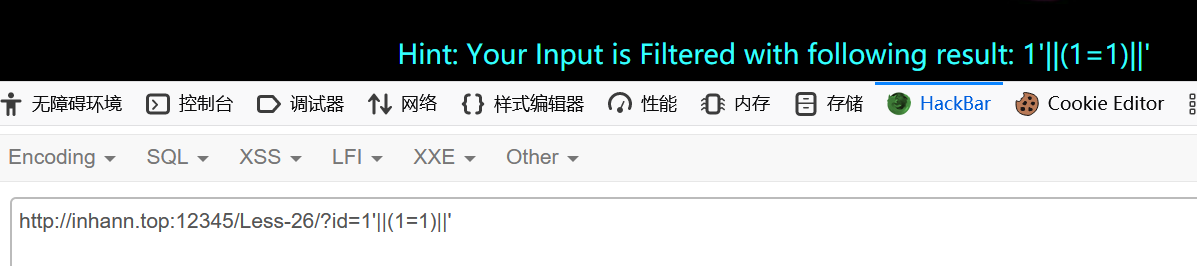 Hint: Your Input is Filtered with following result: 1'||(1=1)||'
无障碍环境 控制台 调试器 网络 样式编辑器 性能 内存 存储 HackBar Cookie Editor
Encoding SQL XSS LFI XXE Other
http://inhann.top:12345/Less-26/?id=1'||(1=1)||'